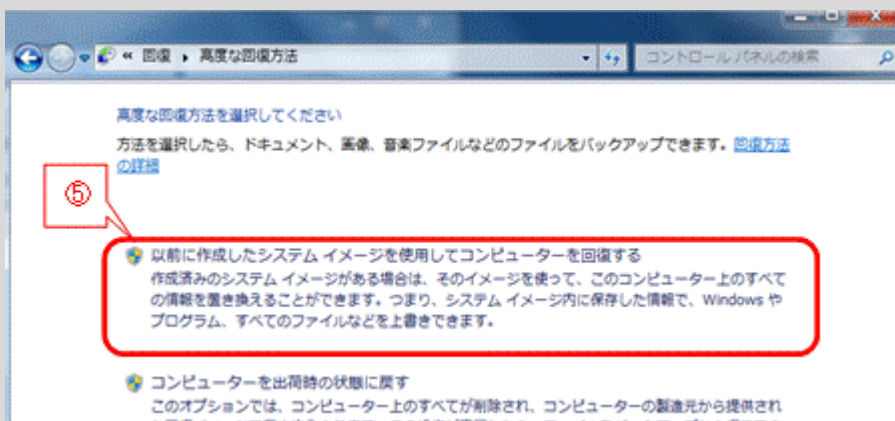 « 回復 ▸ 高度な回復方法
コントロール パネルの検索
高度な回復方法を選択してください
方法を選択したら、ドキュメント、画像、音楽ファイルなどのファイルをバックアップできます。回復方法
の詳細
⑤
以前に作成したシステム イメージを使用してコンピューターを回復する
作成済みのシステム イメージがある場合は、そのイメージを使って、このコンピューター上のすべて
の情報を置き換えることができます。つまり、システム イメージ内に保存した情報で、Windows や
プログラム、すべてのファイルなどを上書きできます。
コンピューターを出荷時の状態に戻す
このオプションでは、コンピューター上のすべてが削除され、コンピューターの製造元から提供され